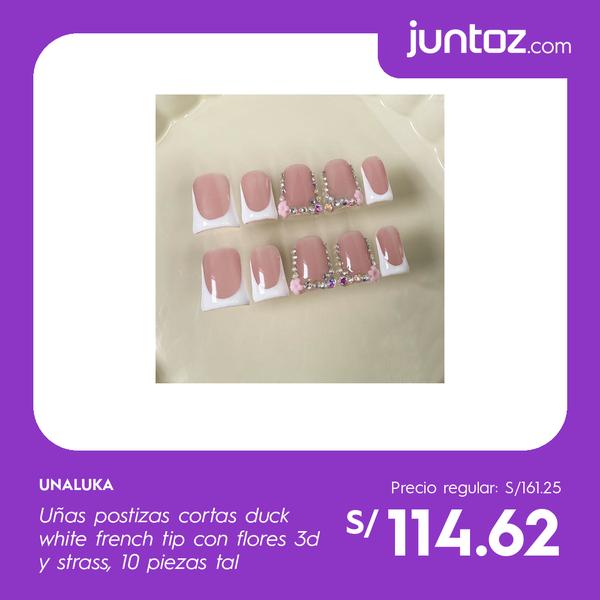 juntoz.com
UNALUKA
Uñas postizas cortas duck
white french tip con flores 3d
y strass, 10 piezas tal
Precio regular: S/161.25
S/114.62